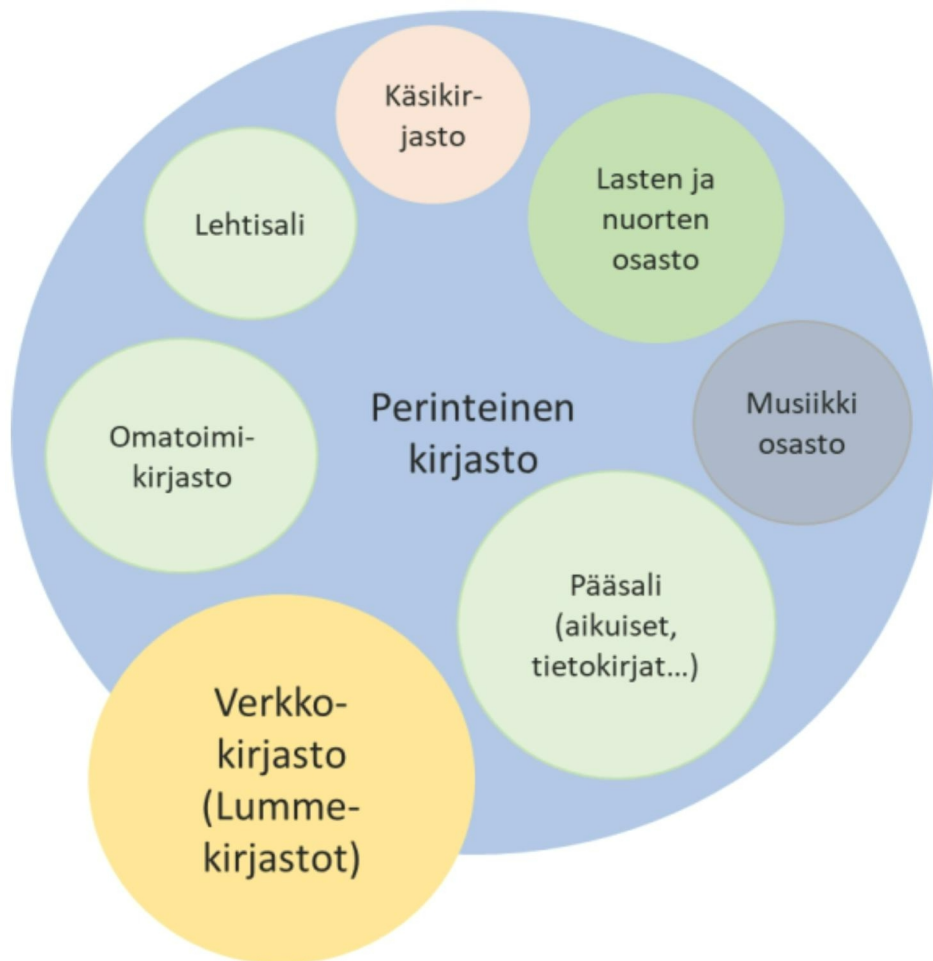 Käsikir-
jasto
Lasten ja
nuorten
osasto
Lehtisali
Musiikki
osasto
Perinteinen
kirjasto
Omatoimi-
kirjasto
Pääsali
(aikuiset,
tietokirjat...)
Verkko-
kirjasto
(Lumme-
kirjastot)